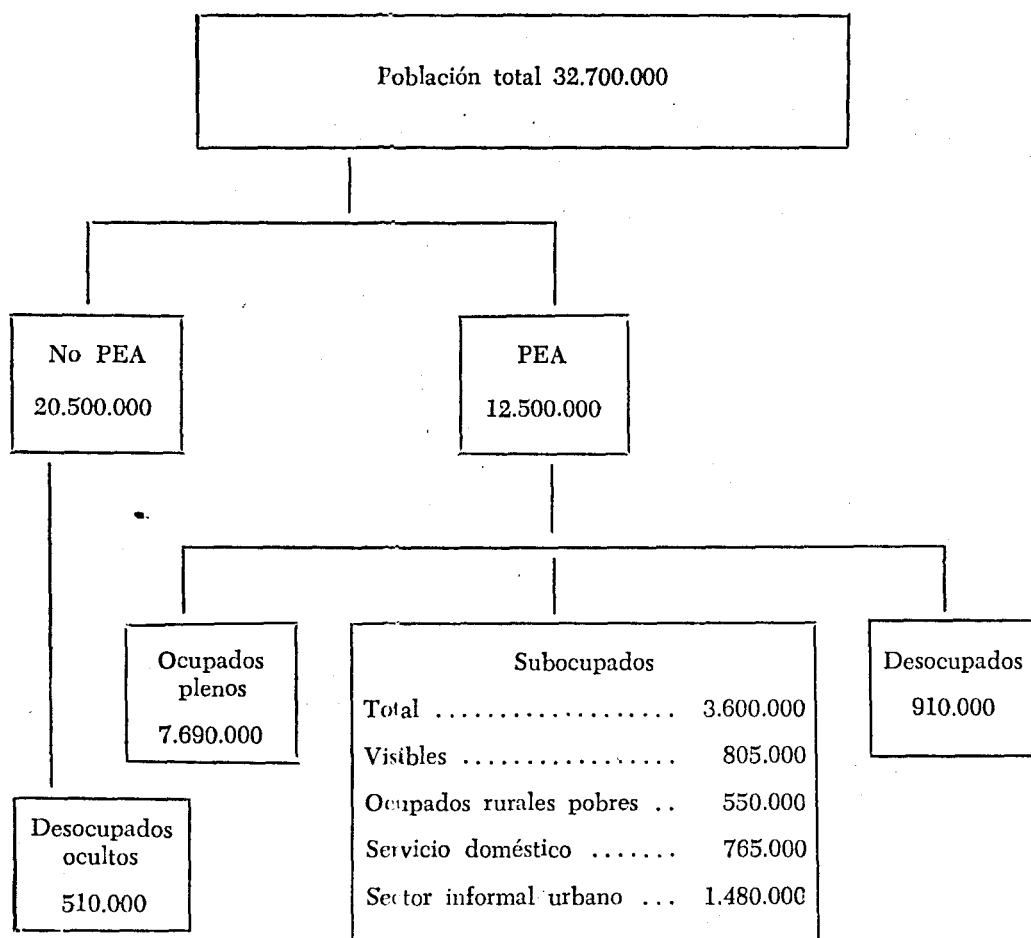 Población total 32.700.000
No PEA
20.500.000
PEA
12.500.000
Ocupados
plenos
7.690.000
Subocupados
Total .................... 3.600.000
Visibles .................. 805.000
Ocupados rurales pobres .. 550.000
Servicio doméstico ....... 765.000
Sector informal urbano ... 1.480.000
Desocupados
910.000
Desocupados
ocultos
510.000